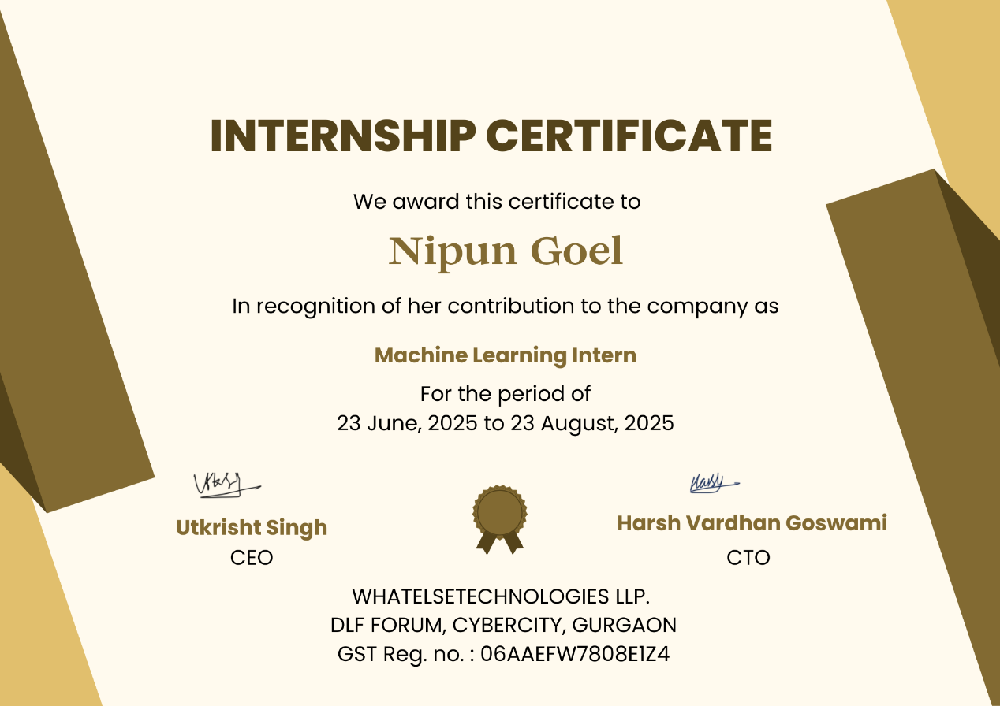 INTERNSHIP CERTIFICATE
We award this certificate to
Nipun Goel
In recognition of her contribution to the company as
Machine Learning Intern
For the period of
23 June, 2025 to 23 August, 2025
Utkrisht Singh
Harsh Vardhan Goswami
CEO
CTO
WHATELSETECHNOLOGIES LLP.
DLF FORUM, CYBERCITY, GURGAON
GST Reg. no. : 06AAEFW7808E1Z4